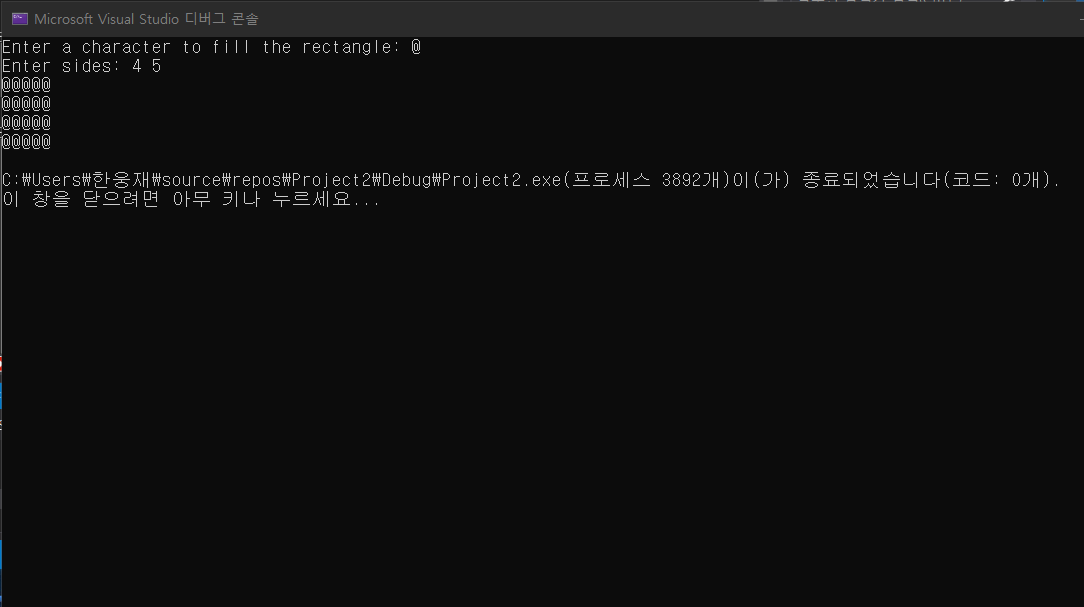 Microsoft Visual Studio 디버그 콘솔
Enter a character to fill the rectangle: @
Enter sides: 4 5
@@@@@
@@@@@
@@@@@
@@@@@
C:₩Users₩한웅재₩source₩repos₩Project2₩Debug₩Project2.exe(프로세스 3892개)이(가) 종료되었습니다(코드: 0개).
이 창을 닫으려면 아무 키나 누르세요...